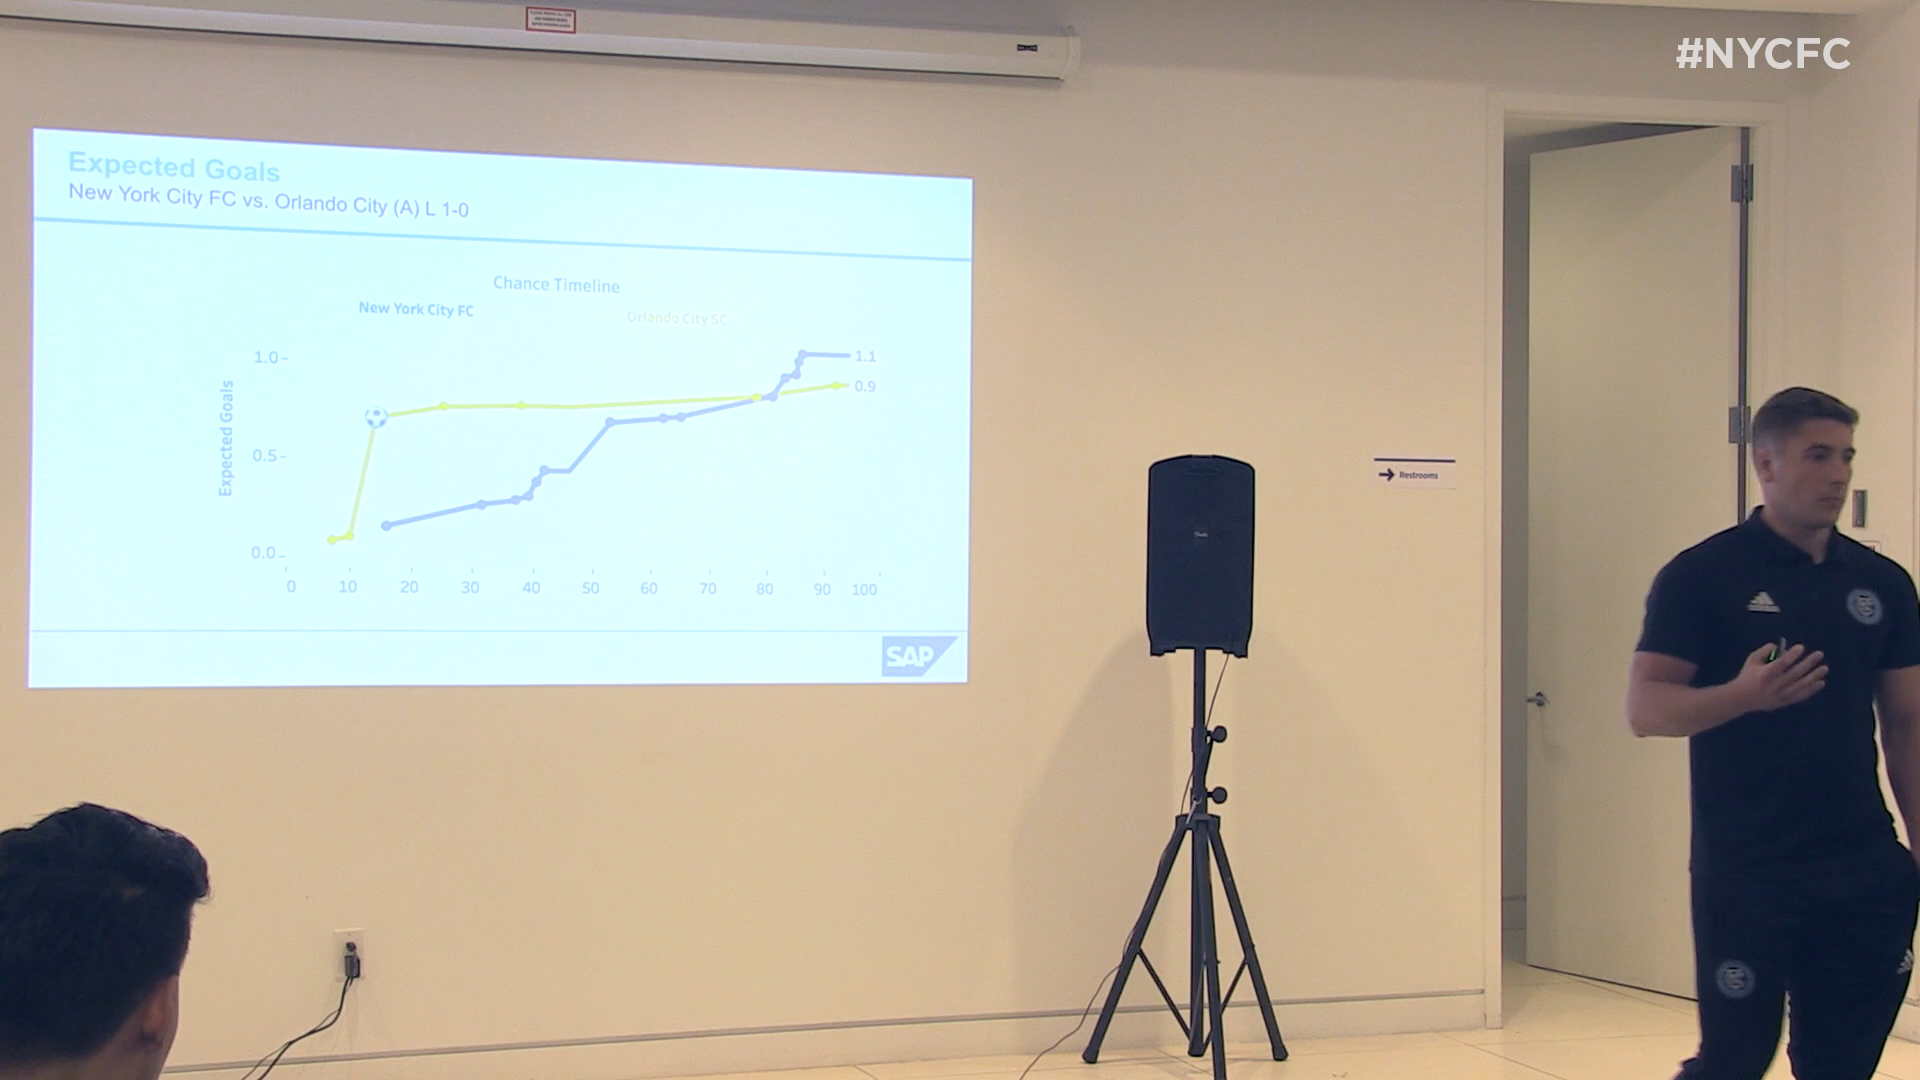 #NYCFC
Expected Goals
New York City FC vs. Orlando City (A) L 1-0
Chance Timeline
New York City FC
Orlando City SC
1.0
0.5
0.0
Expected Goals
1.1
0.9
0 10 20 30 40 50 60 70 80 90 100
SAP
Restrooms